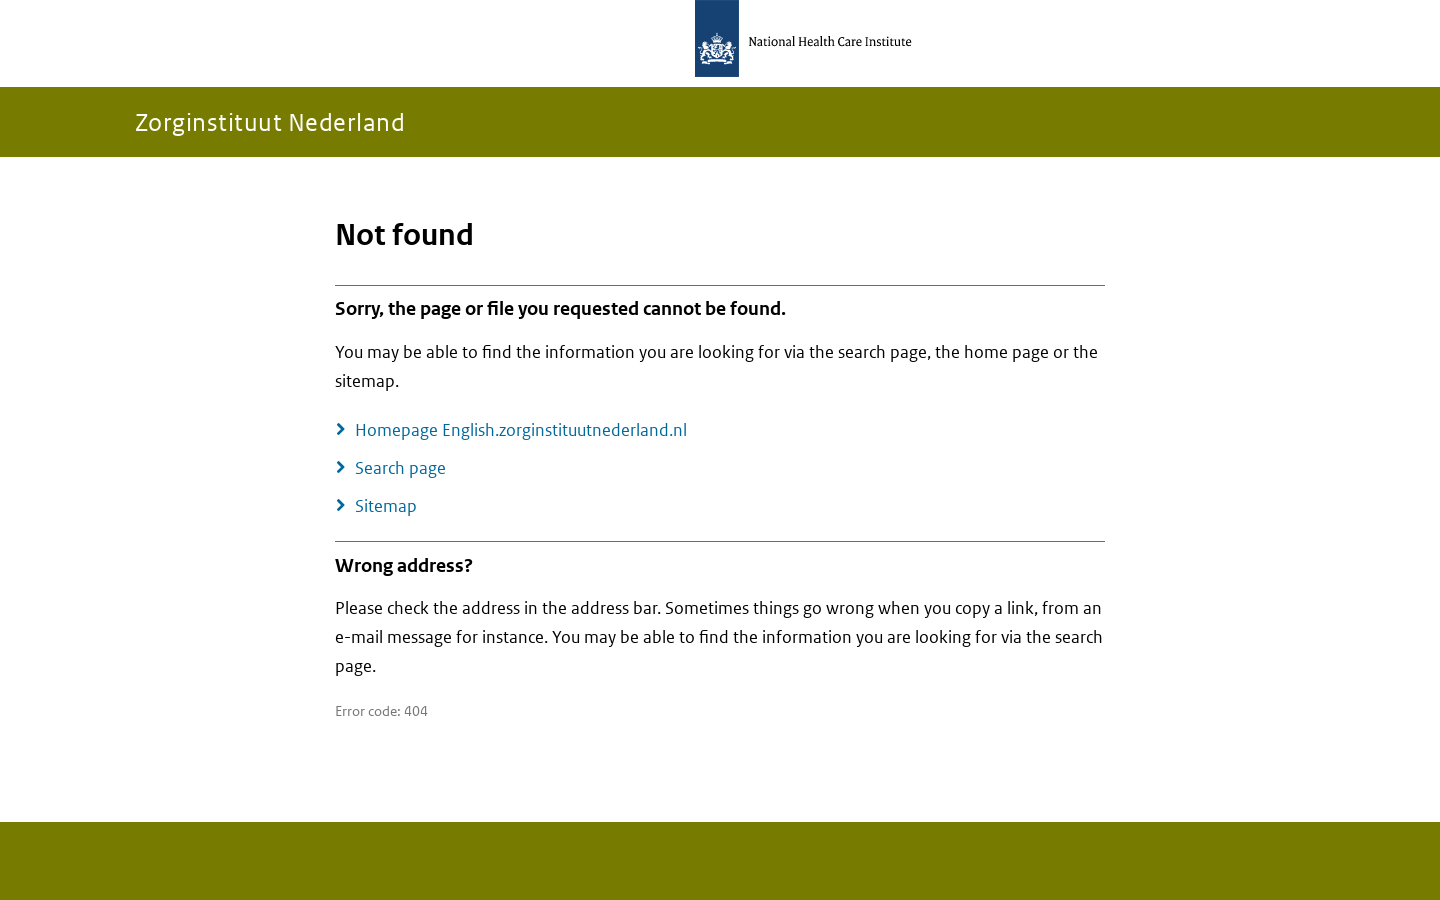 National Health Care Institute
Zorginstituut Nederland
Not found
Sorry, the page or file you requested cannot be found.
You may be able to find the information you are looking for via the search page, the home page or the
sitemap.
Homepage English.zorginstituutnederland.nl
Search page
Sitemap
Wrong address?
Please check the address in the address bar. Sometimes things go wrong when you copy a link, from an
e-mail message for instance. You may be able to find the information you are looking for via the search
page.
Error code: 404